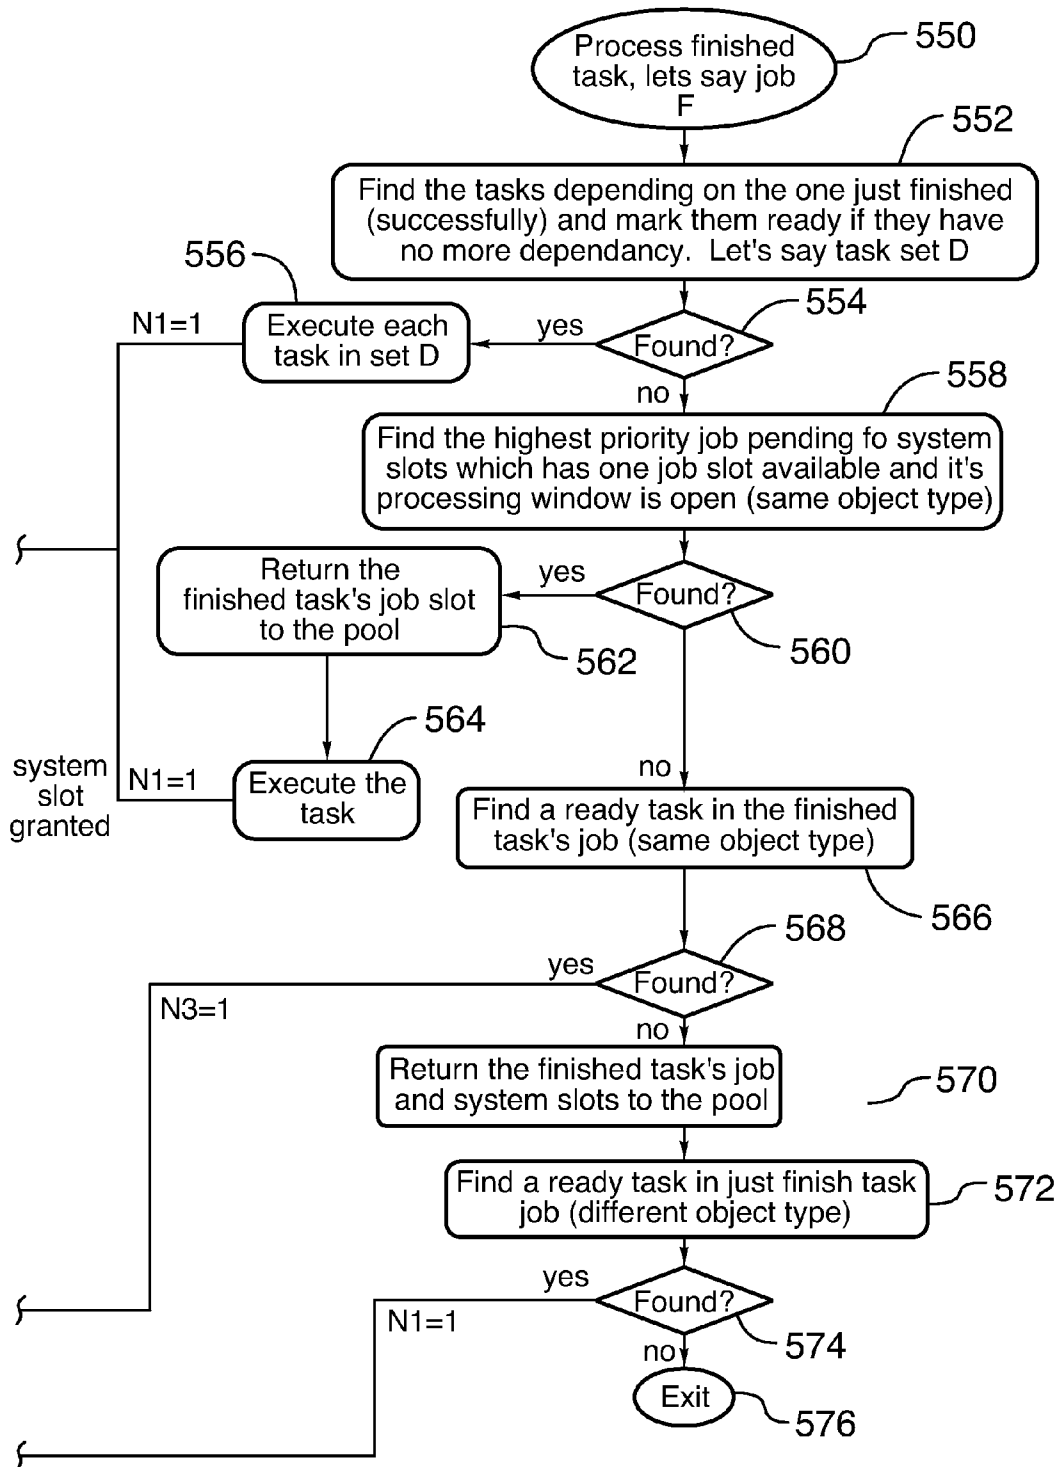 Process finished
task, lets say job
F
550
552
Find the tasks depending on the one just finished
(successfully) and mark them ready if they have
no more dependancy. Let's say task set D
556
554
N1=1
Execute each
task in set D
yes
Found?
no
558
Find the highest priority job pending fo system
slots which has one job slot available and it's
processing window is open (same object type)
Return the
finished task's job slot
to the pool
yes
Found?
560
562
564
system
slot
granted
N1=1
Execute the
task
no
Find a ready task in the finished
task's job (same object type)
566
568
yes
Found?
N3=1
no
Return the finished task's job
and system slots to the pool
570
Find a ready task in just finish task
job (different object type)
572
yes
Found?
N1=1
574
no
Exit
576